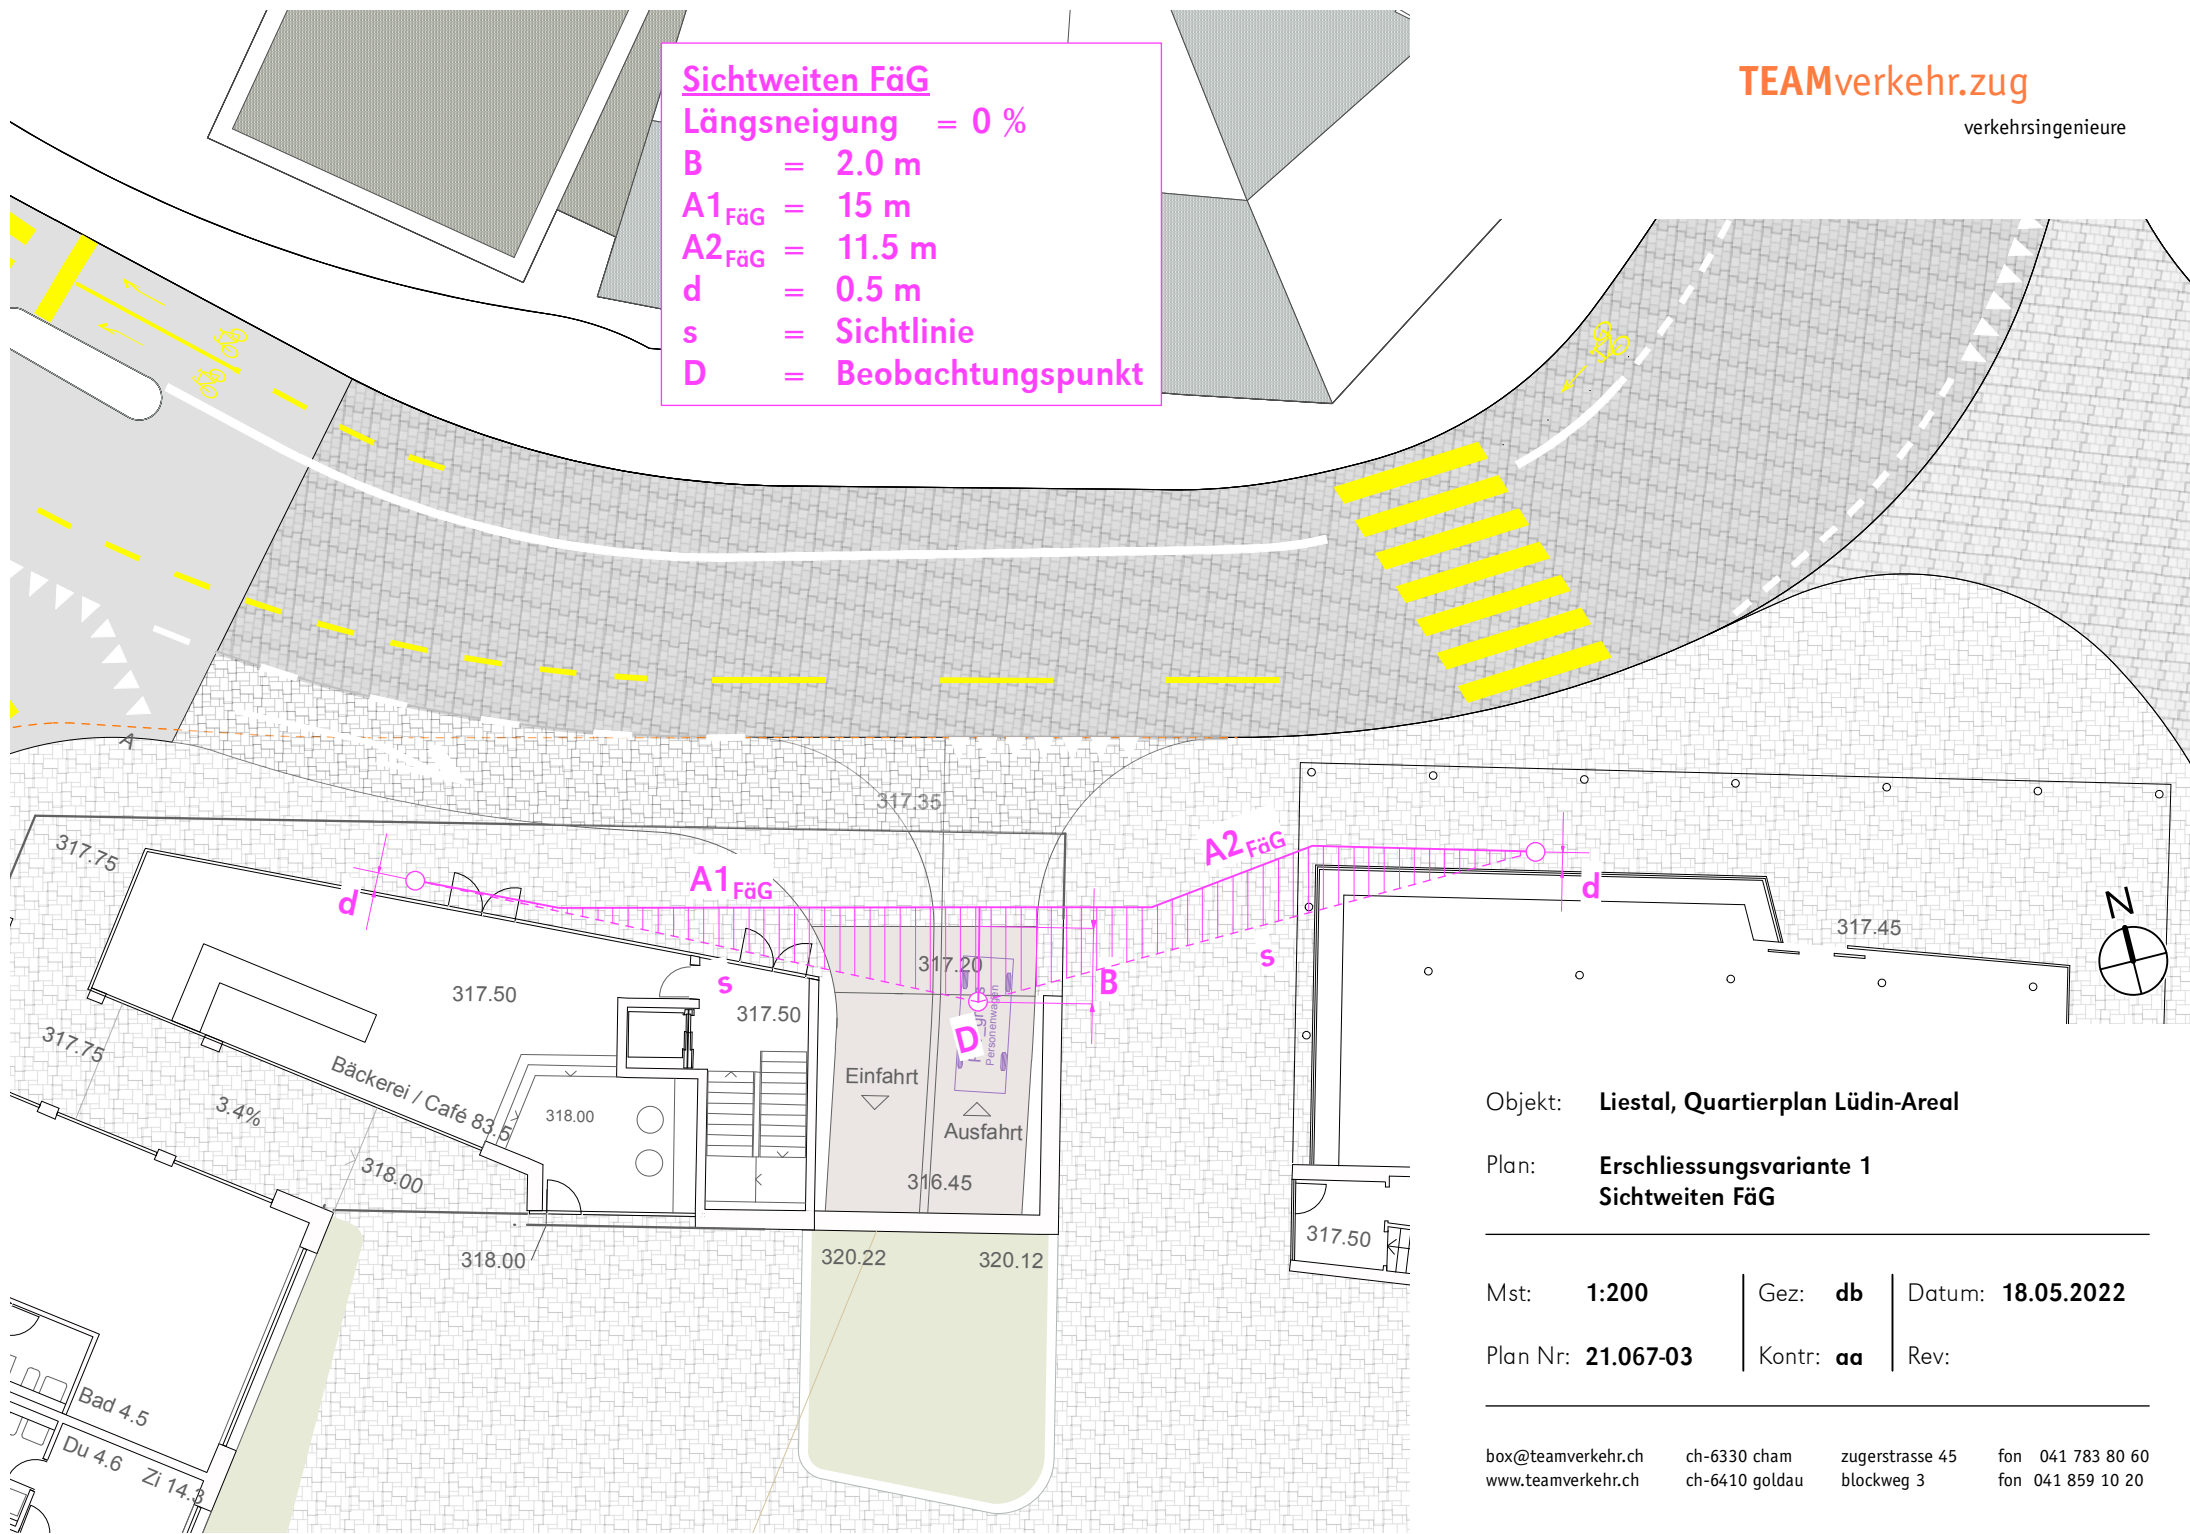 Sichtweiten FäG
Längsneigung = 0 %
B = 2.0 m
A1FäG = 15 m
A2FäG = 11.5 m
d = 0.5 m
s = Sichtlinie
D = Beobachtungspunkt
TEAMverkehr.zug
verkehrsingenieure
A
317.35
317.75
A1FäG
A2FäG
d
d
317.45
N
317.20
s
s
B
317.50
317.50
D
Personenwagen
317.75
Bäckerei / Café 83.5
Einfahrt
3.4%
318.00
Ausfahrt
318.00
316.45
317.50
318.00
320.22
320.12
Bad 4.5
Du 4.6
Zi 14.3
Objekt: Liestal, Quartierplan Lüdin-Areal
Plan: Erschliessungsvariante 1
Sichtweiten FäG
Mst: 1:200 Gez: db Datum: 18.05.2022
Plan Nr: 21.067-03 Kontr: aa Rev:
box@teamverkehr.ch ch-6330 cham zugerstrasse 45 fon 041 783 80 60
www.teamverkehr.ch ch-6410 goldau blockweg 3 fon 041 859 10 20